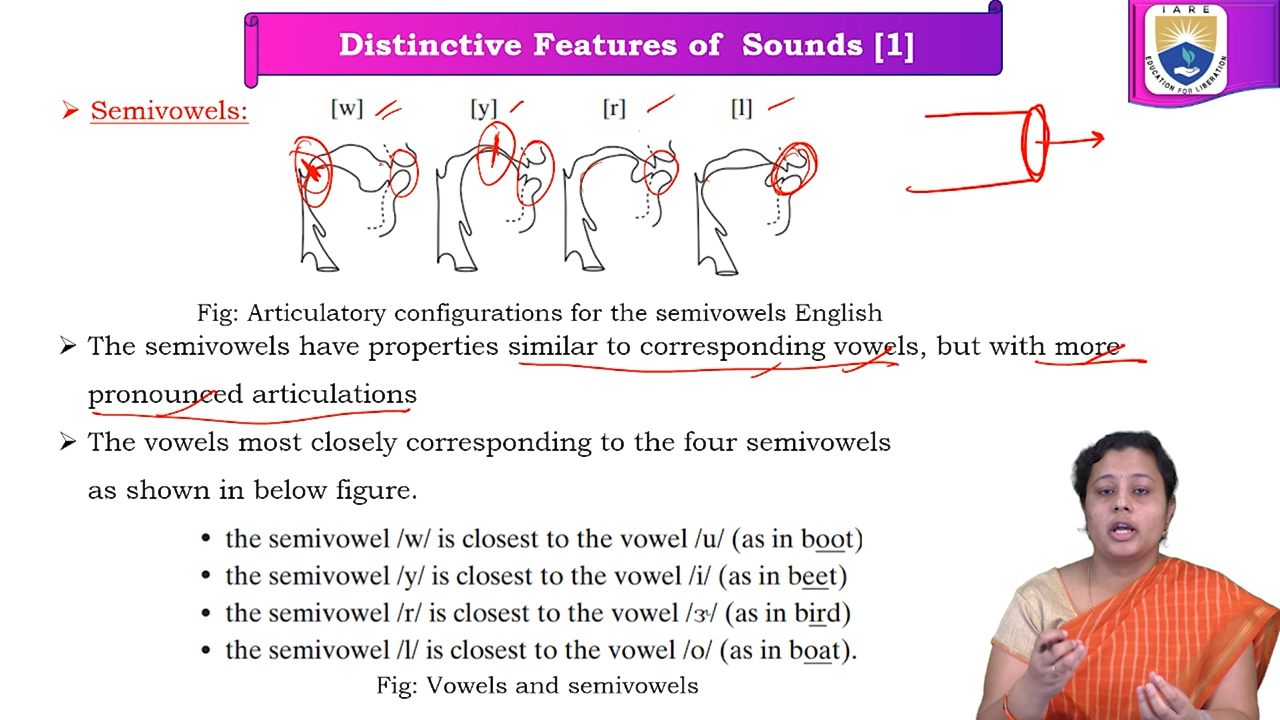 Distinctive Features of Sounds [1]
IARE
EDUCATION FOR LIBERATION
➢ Semivowels:
[w] [y] [r] [l]
Fig: Articulatory configurations for the semivowels English
➢ The semivowels have properties similar to corresponding vowels, but with more
pronounced articulations
➢ The vowels most closely corresponding to the four semivowels
as shown in below figure.
• the semivowel /w/ is closest to the vowel /u/ (as in boot)
• the semivowel /y/ is closest to the vowel /i/ (as in beet)
• the semivowel /r/ is closest to the vowel /ɝ/ (as in bird)
• the semivowel /l/ is closest to the vowel /o/ (as in boat).
Fig: Vowels and semivowels